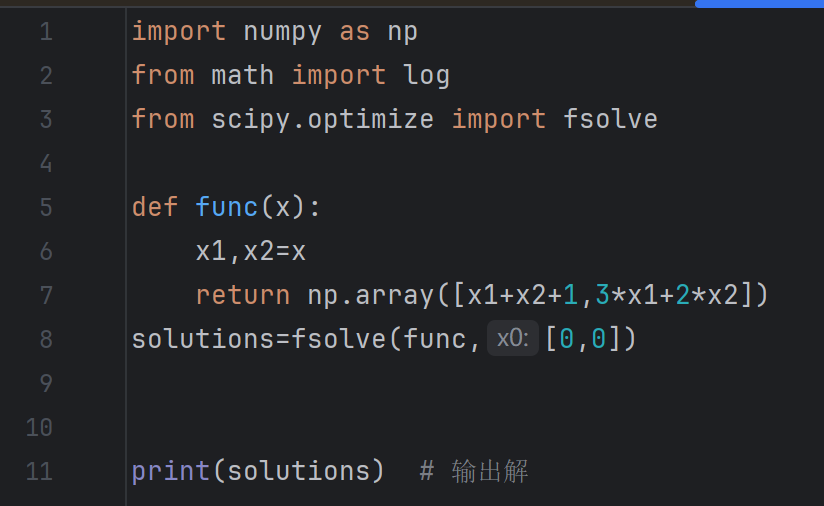 1 import numpy as np
2 from math import log
3 from scipy.optimize import fsolve
4
5 def func(x):
6     x1,x2=x
7     return np.array([x1+x2+1,3*x1+2*x2])
8 solutions=fsolve(func, x0: [0,0])
9
10
11 print(solutions)  # 输出解